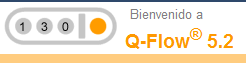 1 3 0
Bienvenido a
Q-Flow® 5.2